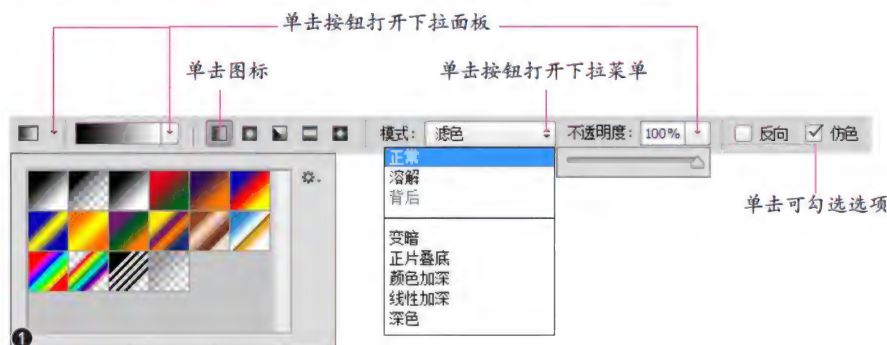 单击按钮打开下拉面板
单击图标
单击按钮打开下拉菜单
模式： 滤色 不透明度： 100% 反向 仿色
正常
溶解
背后
单击可勾选选项
变暗
正片叠底
颜色加深
线性加深
深色
1